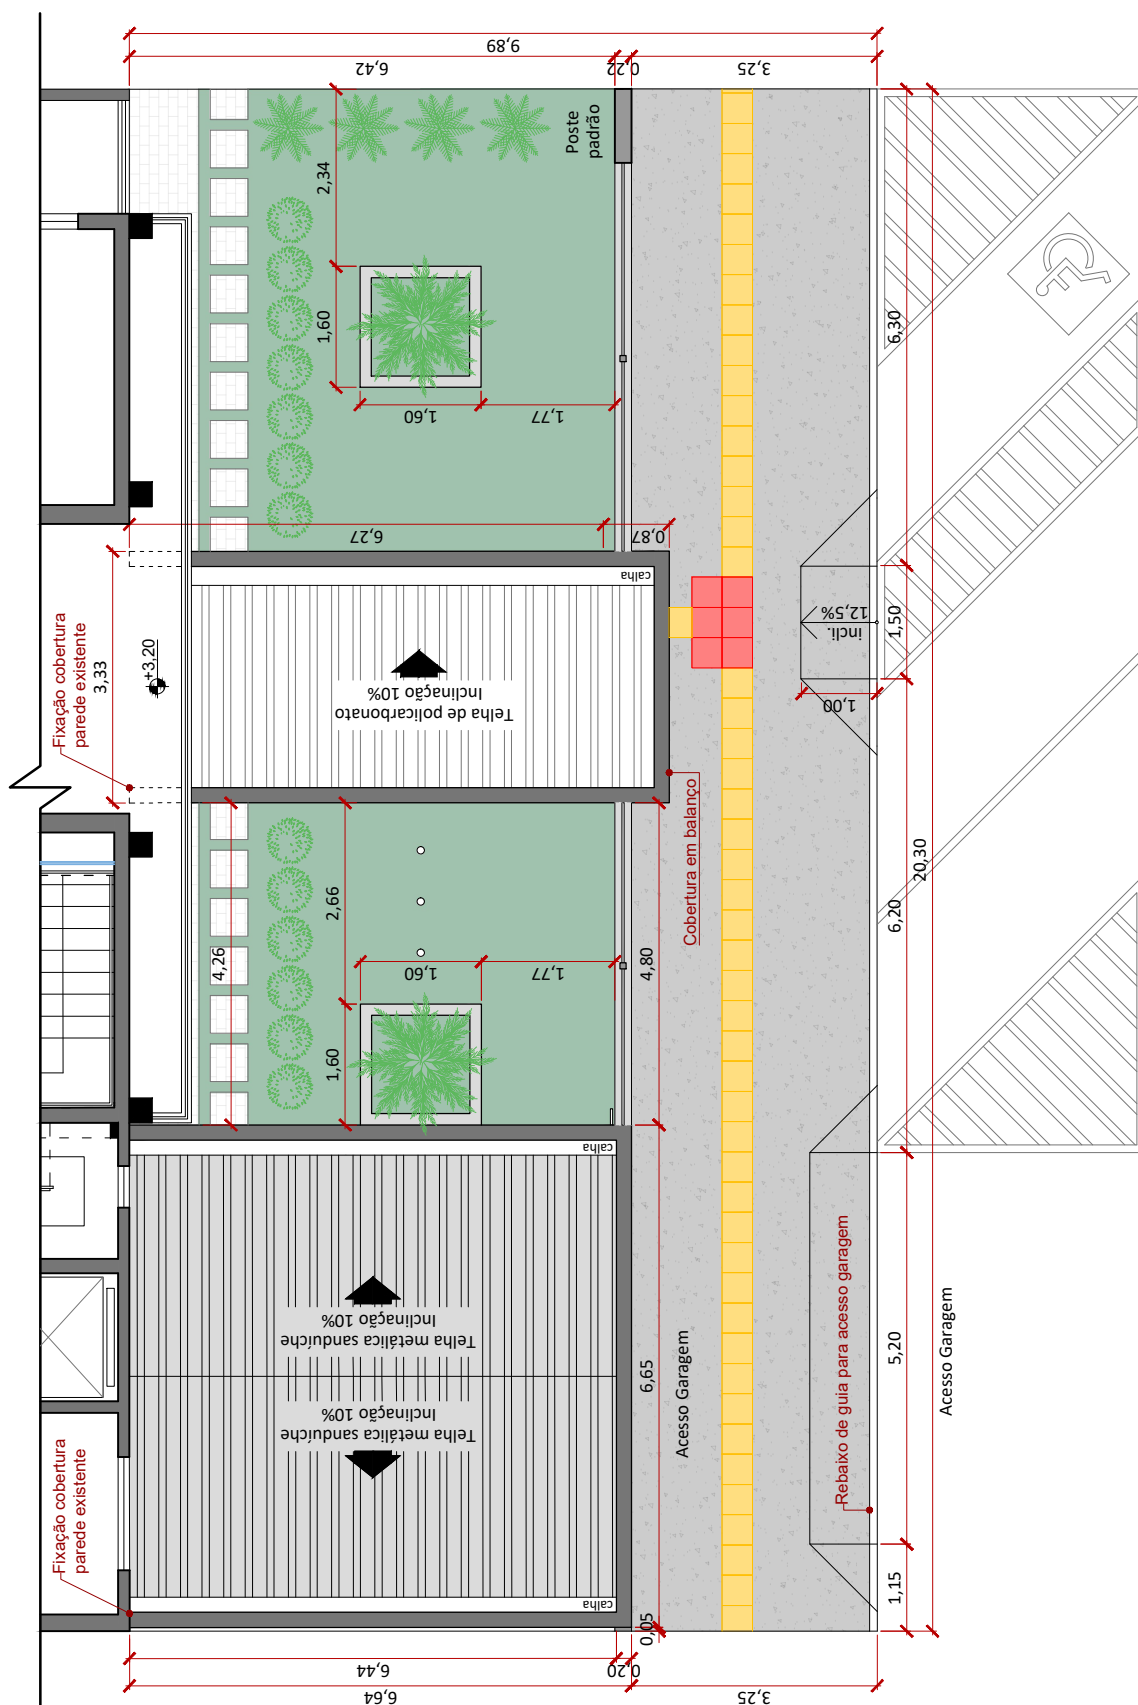 9,89
6,42
0,22
3,25
Poste
padrão
2,34
1,60
1,60
1,77
6,30
6,27
0,87
Fixação cobertura
parede existente
3,33
+3,20
calha
Telha de policarbonato
Inclinação 10%
incli.
12,5%
1,50
1,00
Cobertura em balanço
4,26
2,66
1,60
1,60
1,77
4,80
6,20
20,30
calha
Telha metálica sanduíche
Inclinação 10%
Telha metálica sanduíche
Inclinação 10%
calha
Fixação cobertura
parede existente
6,65
Acesso Garagem
Rebaixo de guia para acesso garagem
5,20
Acesso Garagem
1,15
0,05
6,44
0,20
6,64
3,25